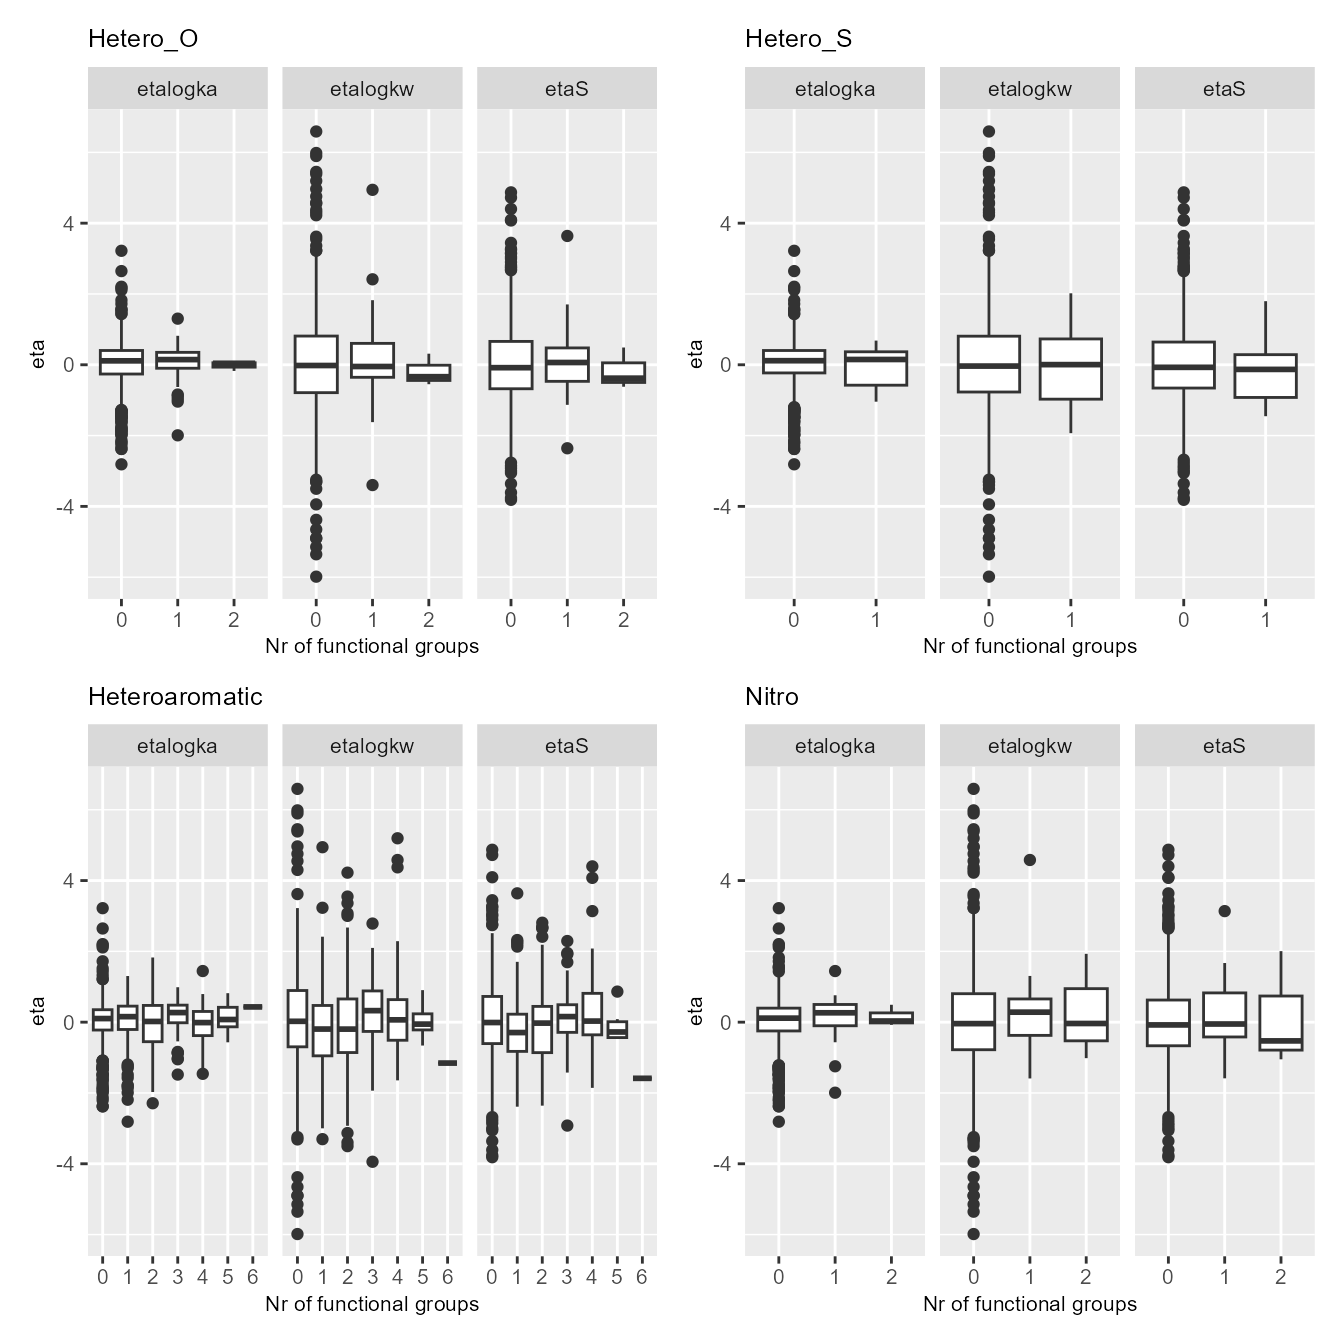 Hetero_O
etalogka etalogkw etaS
eta
4
0
-4
0 1 2 0 1 2 0 1 2
Nr of functional groups
Hetero_S
etalogka etalogkw etaS
eta
4
0
-4
0 1 0 1 0 1
Nr of functional groups
Heteroaromatic
etalogka etalogkw etaS
eta
4
0
-4
0 1 2 3 4 5 6 0 1 2 3 4 5 6 0 1 2 3 4 5 6
Nr of functional groups
Nitro
etalogka etalogkw etaS
eta
4
0
-4
0 1 2 0 1 2 0 1 2
Nr of functional groups